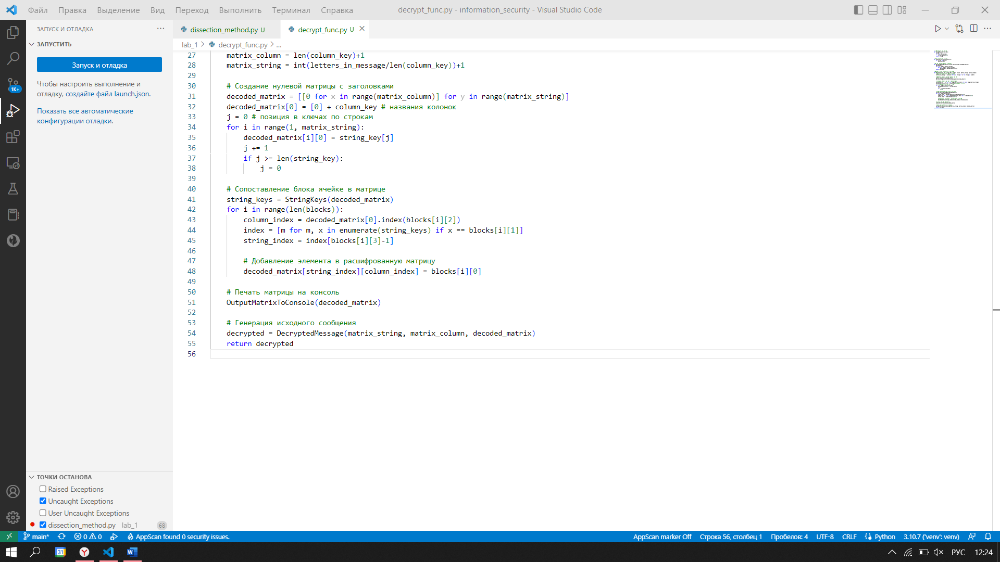 Файл Правка Выделение Вид Переход Выполнить Терминал Справка
decrypt_func.py - information_security - Visual Studio Code
ЗАПУСК И ОТЛАДКА
ЗАПУСТИТЬ
Запуск и отладка
Чтобы настроить выполнение и
отладку, создайте файл launch.json.
Показать все автоматические
конфигурации отладки.
1K+
dissection_method.py U
decrypt_func.py U
lab_1 > decrypt_func.py > ...
27 matrix_column = len(column_key)+1
28 matrix_string = int(letters_in_message/len(column_key))+1
29
30 # Создание нулевой матрицы с заголовками
31 decoded_matrix = [[0 for x in range(matrix_column)] for y in range(matrix_string)]
32 decoded_matrix[0] = [0] + column_key # названия колонок
33 j = 0 # позиция в ключах по строкам
34 for i in range(1, matrix_string):
35 decoded_matrix[i][0] = string_key[j]
36 j += 1
37 if j >= len(string_key):
38 j = 0
39
40 # Сопоставление блока ячейке в матрице
41 string_keys = StringKeys(decoded_matrix)
42 for i in range(len(blocks)):
43 column_index = decoded_matrix[0].index(blocks[i][2])
44 index = [m for m, x in enumerate(string_keys) if x == blocks[i][1]]
45 string_index = index[blocks[i][3]-1]
46
47 # Добавление элемента в расшифрованную матрицу
48 decoded_matrix[string_index][column_index] = blocks[i][0]
49
50 # Печать матрицы на консоль
51 OutputMatrixToConsole(decoded_matrix)
52
53 # Генерация исходного сообщения
54 decrypted = DecryptedMessage(matrix_string, matrix_column, decoded_matrix)
55 return decrypted
56
ТОЧКИ ОСТАНОВА
Raised Exceptions
Uncaught Exceptions
User Uncaught Exceptions
dissection_method.py lab_1 68
main* 0 0 AppScan found 0 security issues.
AppScan marker Off Строка 56, столбец 1 Пробелов: 4 UTF-8 CRLF Python 3.10.7 ('venv': venv)
31 РУС 12:24